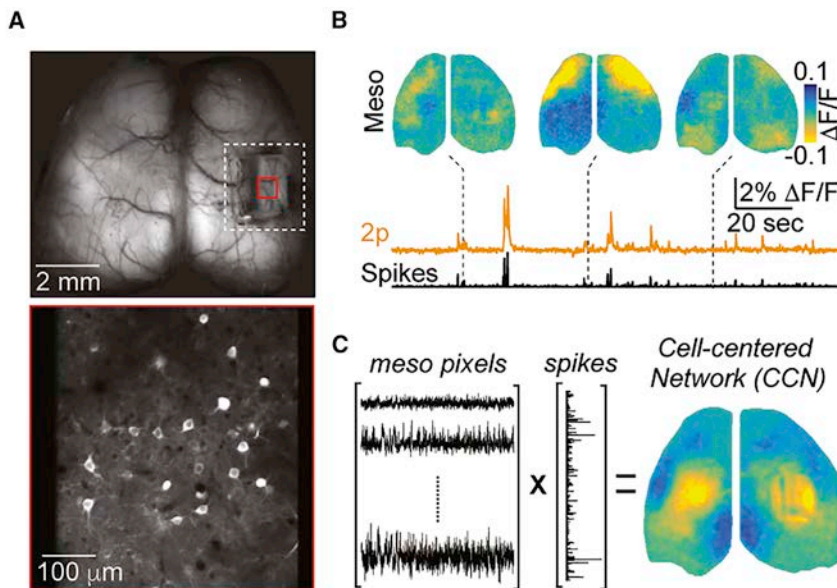 A
2 mm
100 μm
B
Meso
0.1
ΔF/F
-0.1
2% ΔF/F
20 sec
2p
Spikes
C
meso pixels
spikes
Cell-centered
Network (CCN)
X
=